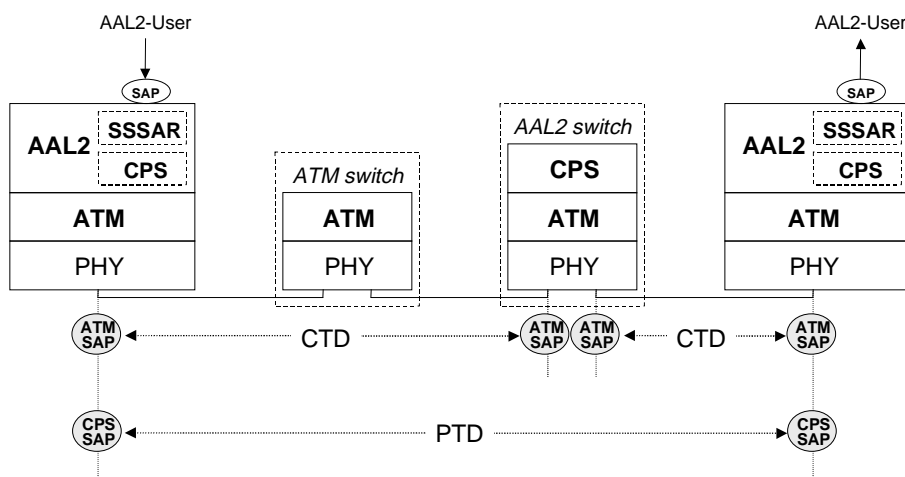 AAL2-User
AAL2-User
SAP
SAP
AAL2
SSSAR
CPS
ATM
PHY
ATM switch
ATM
PHY
AAL2 switch
CPS
ATM
PHY
AAL2
SSSAR
CPS
ATM
PHY
ATM
SAP
CTD
ATM
SAP
ATM
SAP
CTD
ATM
SAP
CPS
SAP
PTD
CPS
SAP